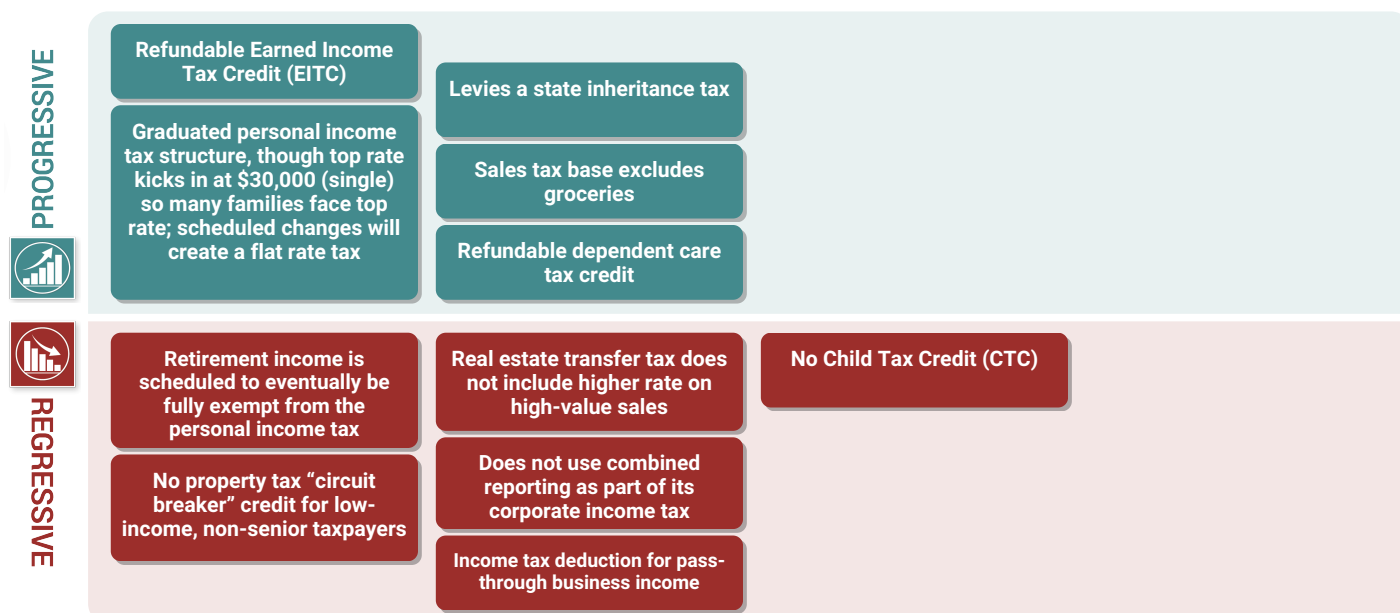 PROGRESSIVE
Refundable Earned Income
Tax Credit (EITC)
Graduated personal income
tax structure, though top rate
kicks in at $30,000 (single)
so many families face top
rate; scheduled changes will
create a flat rate tax
Levies a state inheritance tax
Sales tax base excludes
groceries
Refundable dependent care
tax credit
REGRESSIVE
Retirement income is
scheduled to eventually be
fully exempt from the
personal income tax
No property tax “circuit
breaker” credit for low-
income, non-senior taxpayers
Real estate transfer tax does
not include higher rate on
high-value sales
Does not use combined
reporting as part of its
corporate income tax
Income tax deduction for pass-
through business income
No Child Tax Credit (CTC)